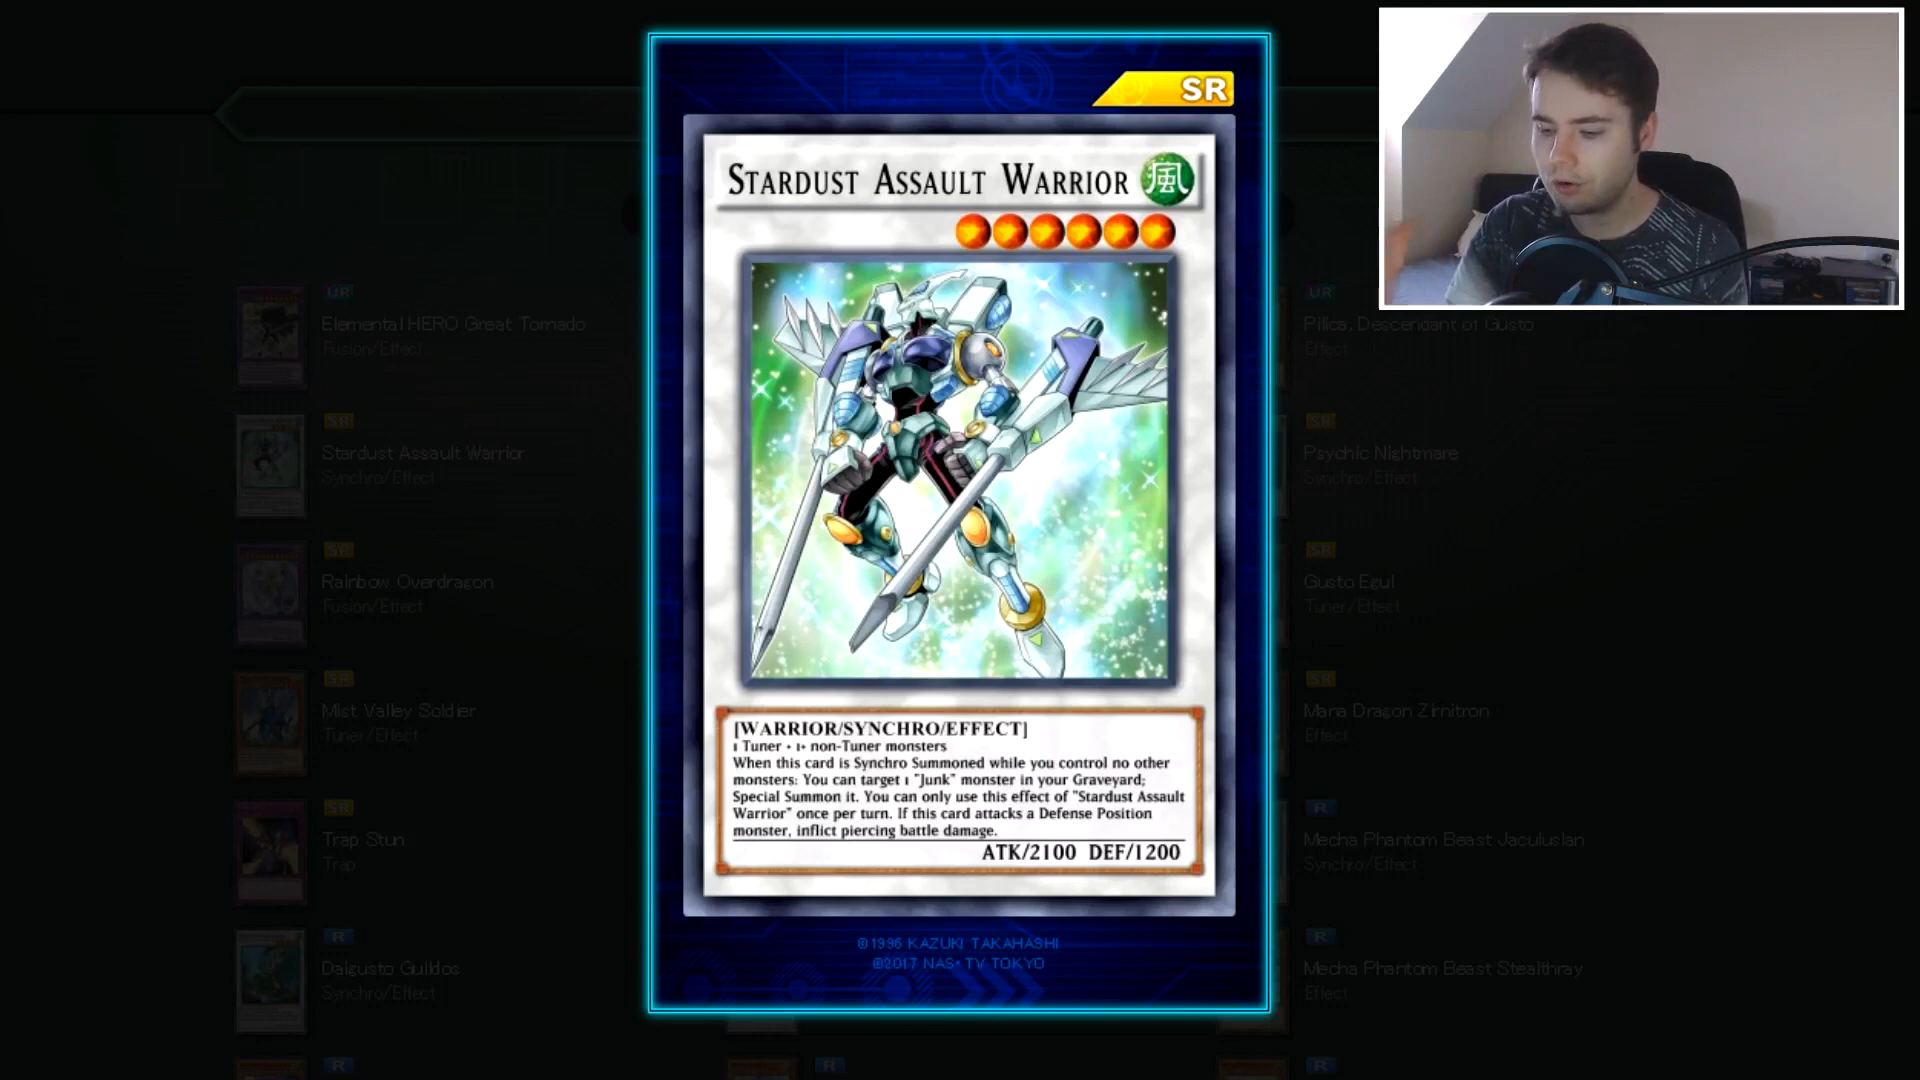 SR
STARDUST ASSAULT WARRIOR 風
[WARRIOR/SYNCHRO/EFFECT]
1 Tuner + 1+ non-Tuner monsters
When this card is Synchro Summoned while you control no other
monsters: You can target 1 "Junk" monster in your Graveyard;
Special Summon it. You can only use this effect of "Stardust Assault
Warrior" once per turn. If this card attacks a Defense Position
monster, inflict piercing battle damage.
ATK/2100 DEF/1200
©1996 KAZUKI TAKAHASHI
©2017 NAS• TV TOKYO
UR
Elemental HERO Great Tornado
Fusion/Effect
SR
Stardust Assault Warrior
Synchro/Effect
SR
Rainbow Overdragon
Fusion/Effect
SR
Mist Valley Soldier
Tuner/Effect
SR
Trap Stun
Trap
R
Daigusto Gulldos
Synchro/Effect
R
R
UR
Pilica, Descendant of Gusto
Effect
SR
Psychic Nightmare
Synchro/Effect
SR
Gusto Egul
Tuner/Effect
SR
Mana Dragon Zirnitron
Effect
R
Mecha Phantom Beast Jaculuslan
Synchro/Effect
R
Mecha Phantom Beast Stealthray
Effect
R